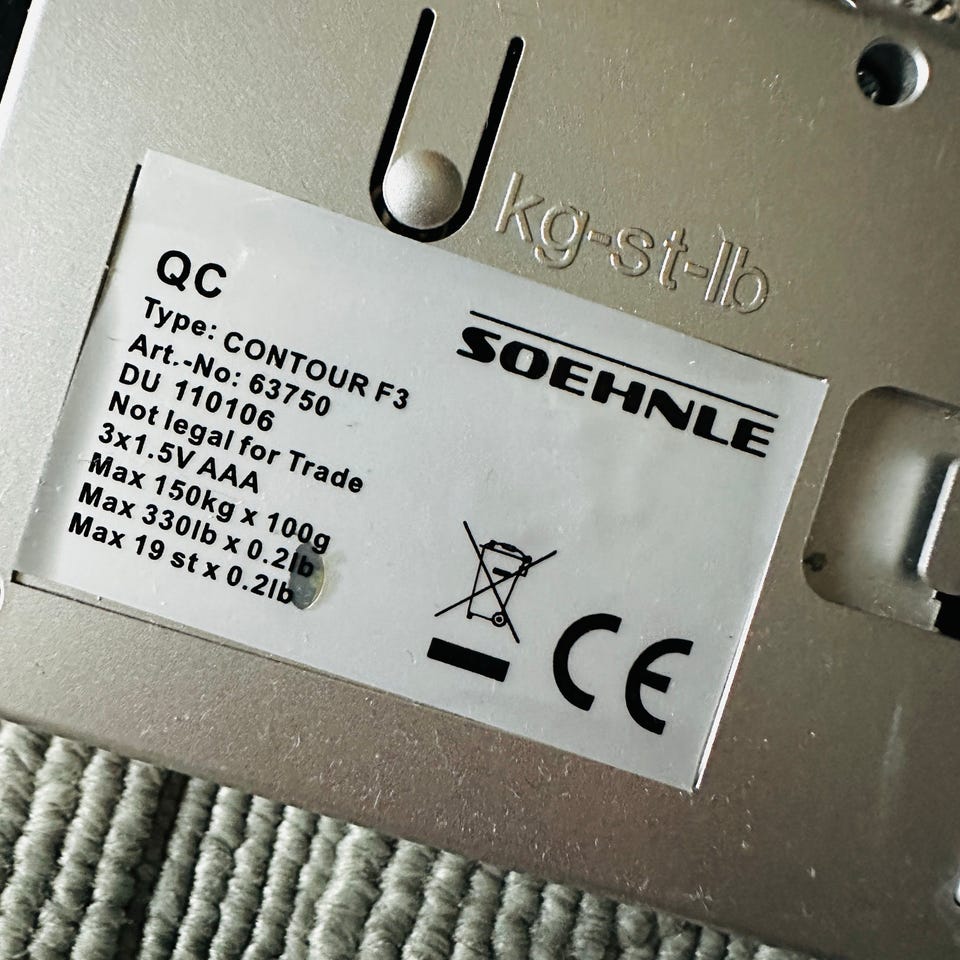 kg-st-lb
QC
Type: CONTOUR F3
Art.-No: 63750
DU 110106
Not legal for Trade
3x1.5V AAA
Max 150kg x 100g
Max 330lb x 0.2lb
Max 19 st x 0.2lb
SOEHNLE
CE